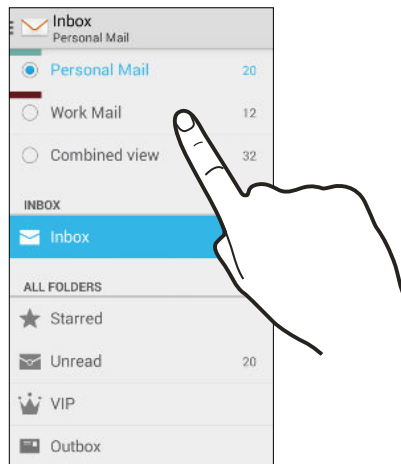 Inbox
Personal Mail
Personal Mail 20
Work Mail 12
Combined view 32
INBOX
Inbox
ALL FOLDERS
Starred
Unread 20
VIP
Outbox